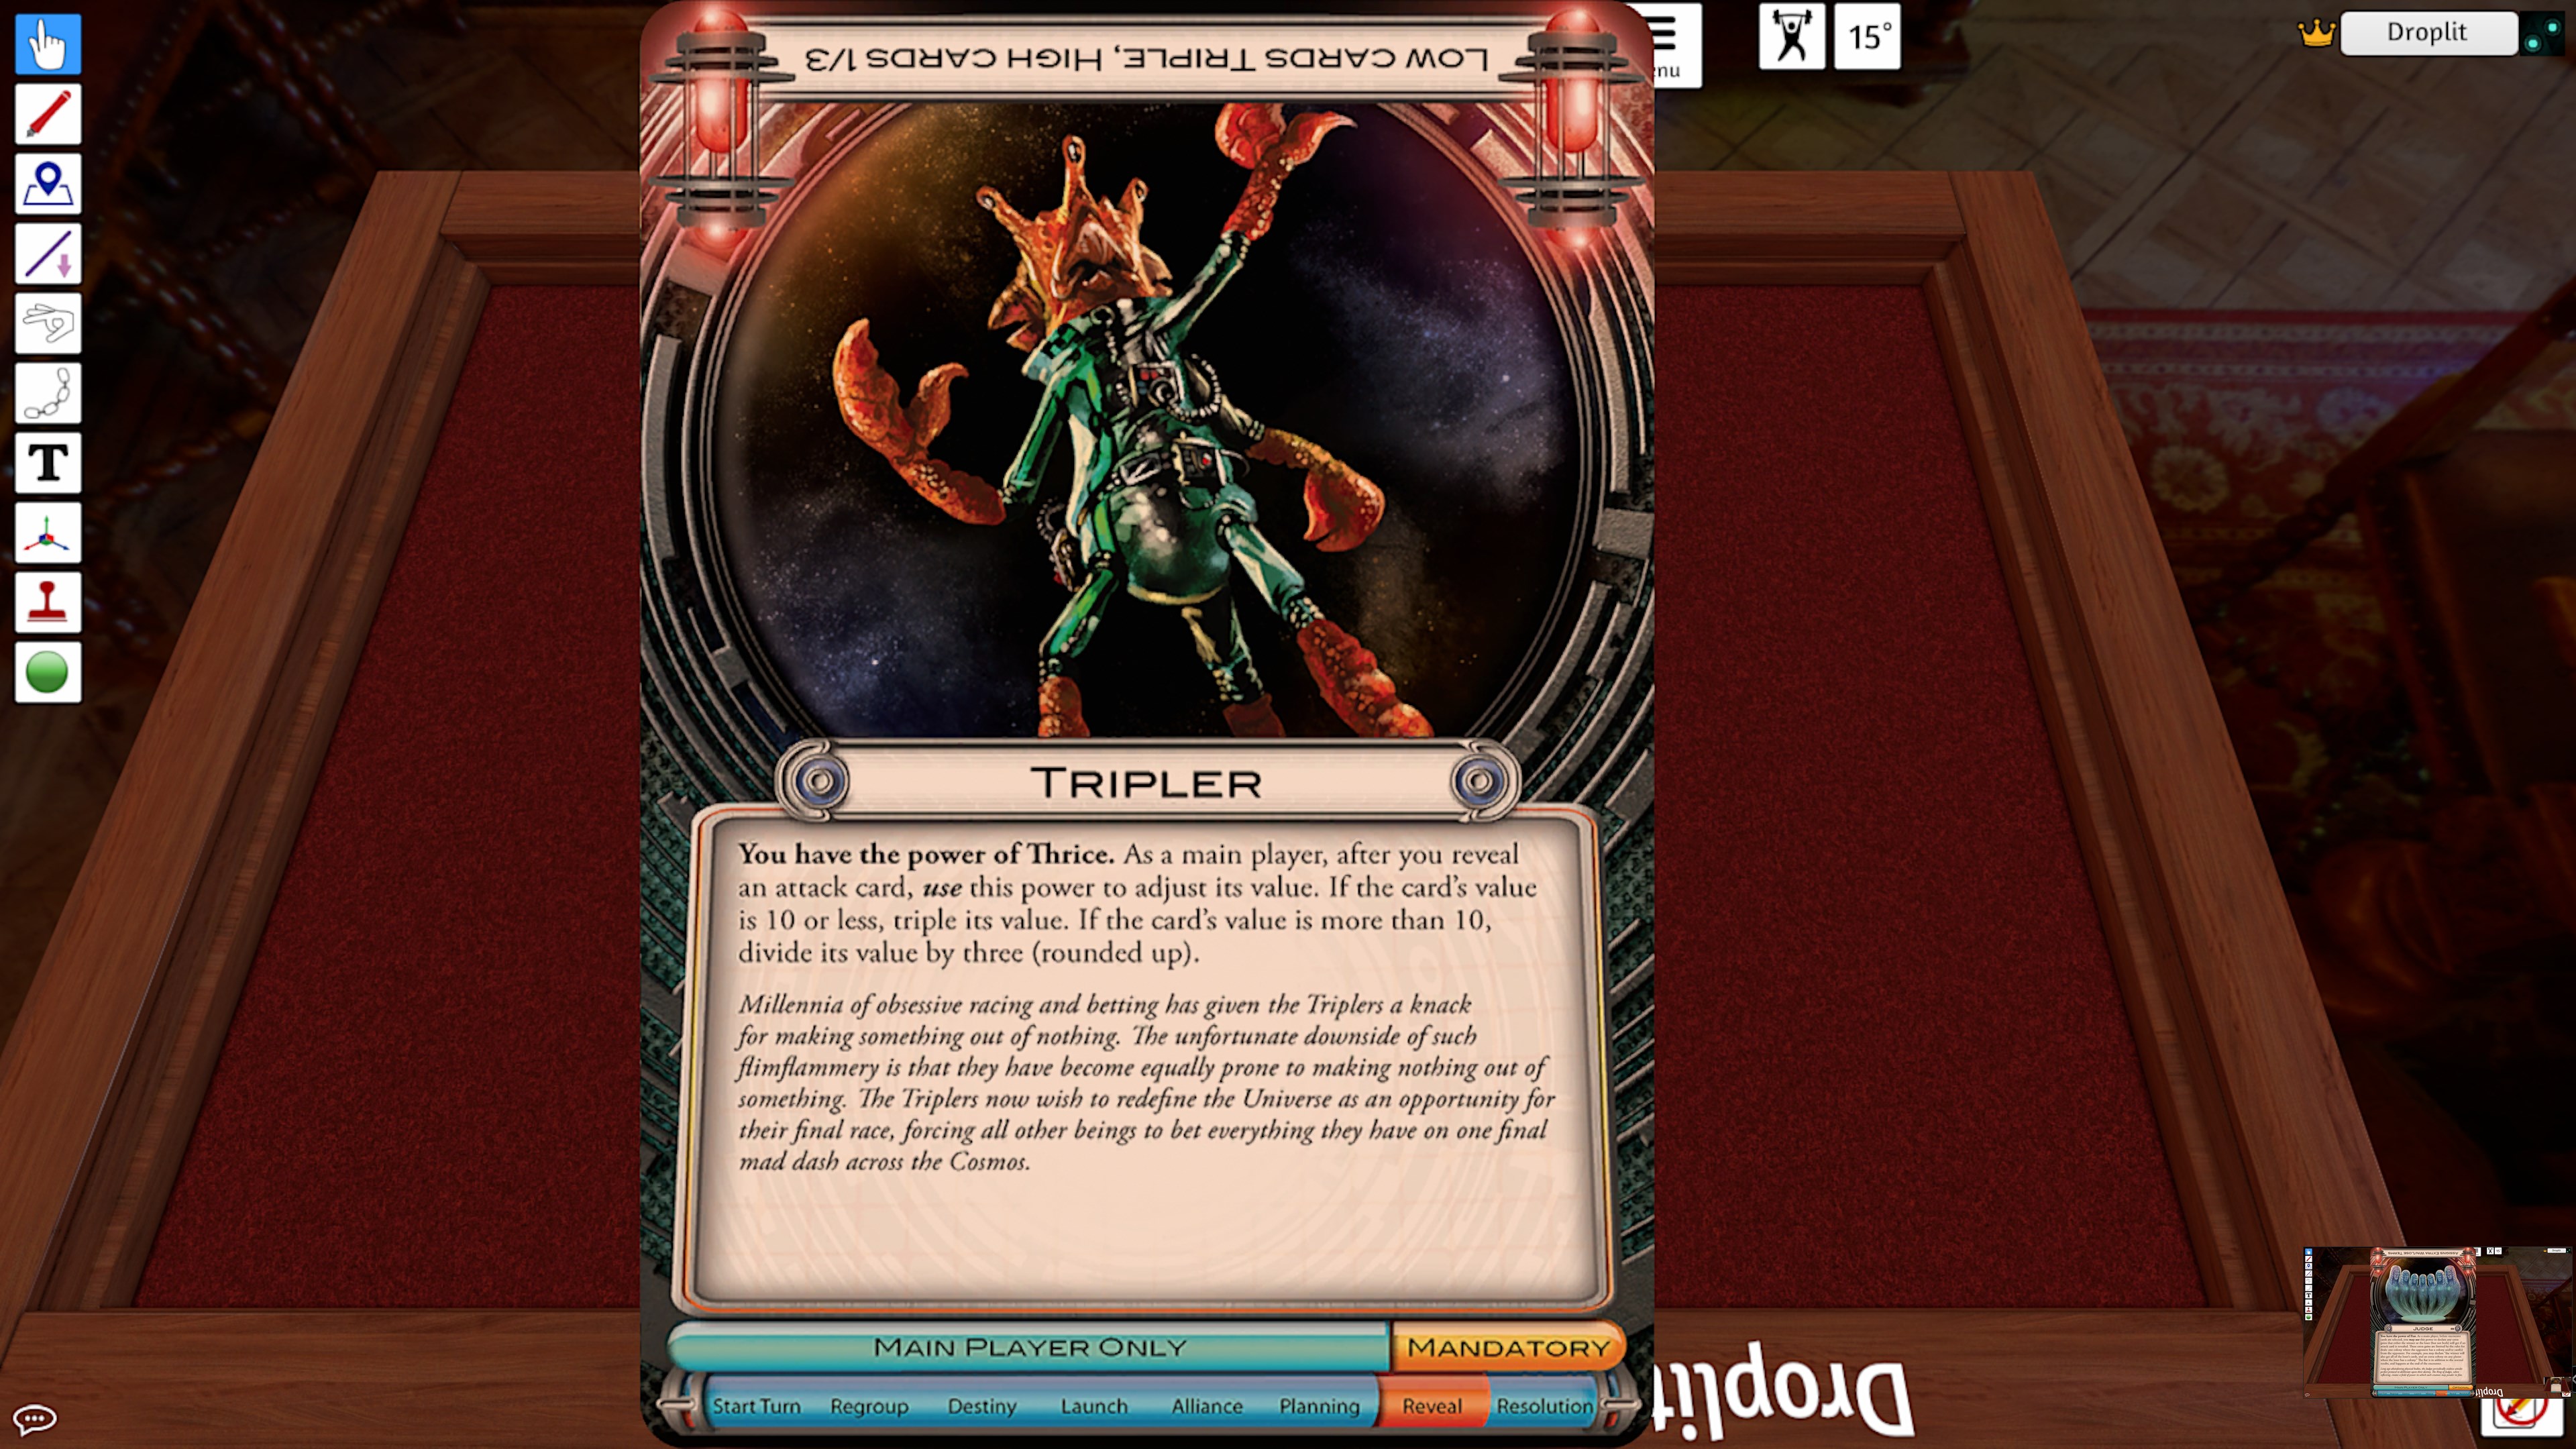 LOW CARDS TRIPLE, HIGH CARDS 1/3
nu
15°
Droplit
TRIPLER
You have the power of Thrice. As a main player, after you reveal
an attack card, use this power to adjust its value. If the card's value
is 10 or less, triple its value. If the card's value is more than 10,
divide its value by three (rounded up).
Millennia of obsessive racing and betting has given the Triplers a knack
for making something out of nothing. The unfortunate downside of such
flimflammery is that they have become equally prone to making nothing out of
something. The Triplers now wish to redefine the Universe as an opportunity for
their final race, forcing all other beings to bet everything they have on one final
mad dash across the Cosmos.
MAIN PLAYER ONLY
MANDATORY
Start Turn Regroup Destiny Launch Alliance Planning Reveal Resolution
Droplit
JUDGE
Droplit